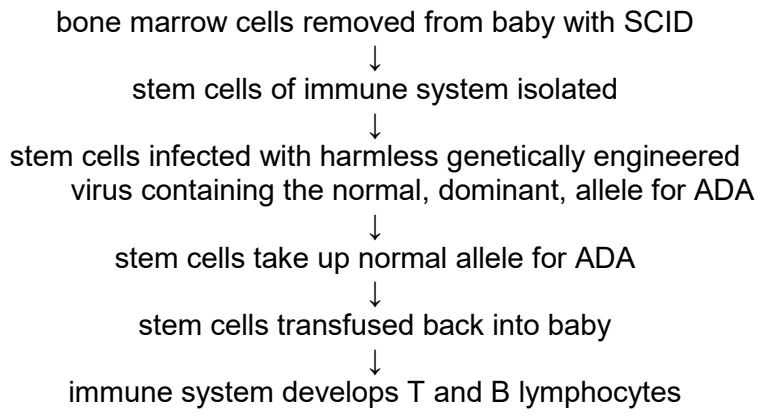 bone marrow cells removed from baby with SCID
↓
stem cells of immune system isolated
↓
stem cells infected with harmless genetically engineered
virus containing the normal, dominant, allele for ADA
↓
stem cells take up normal allele for ADA
↓
stem cells transfused back into baby
↓
immune system develops T and B lymphocytes